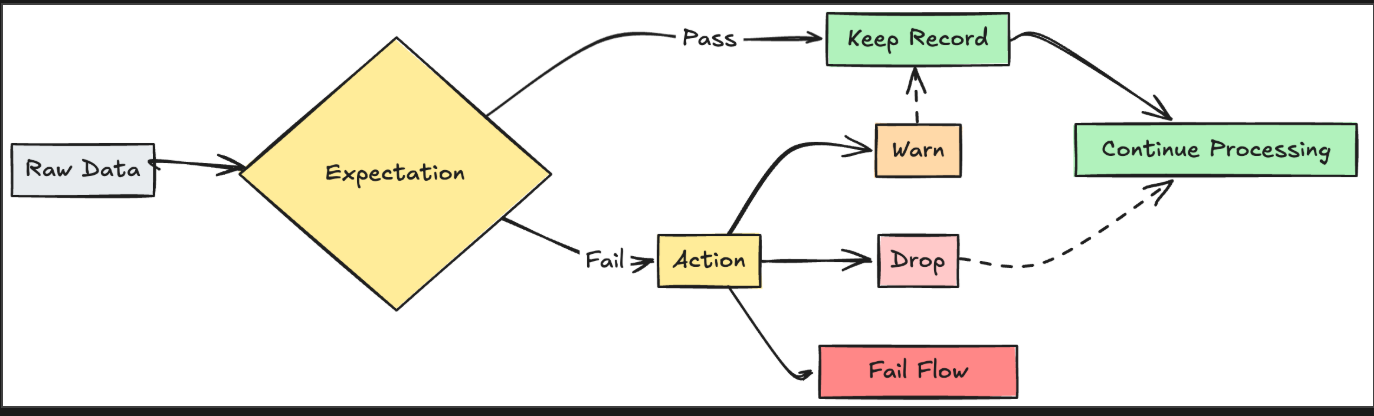 Pass
Keep Record
Raw Data
Expectation
Warn
Continue Processing
Fail
Action
Drop
Fail Flow